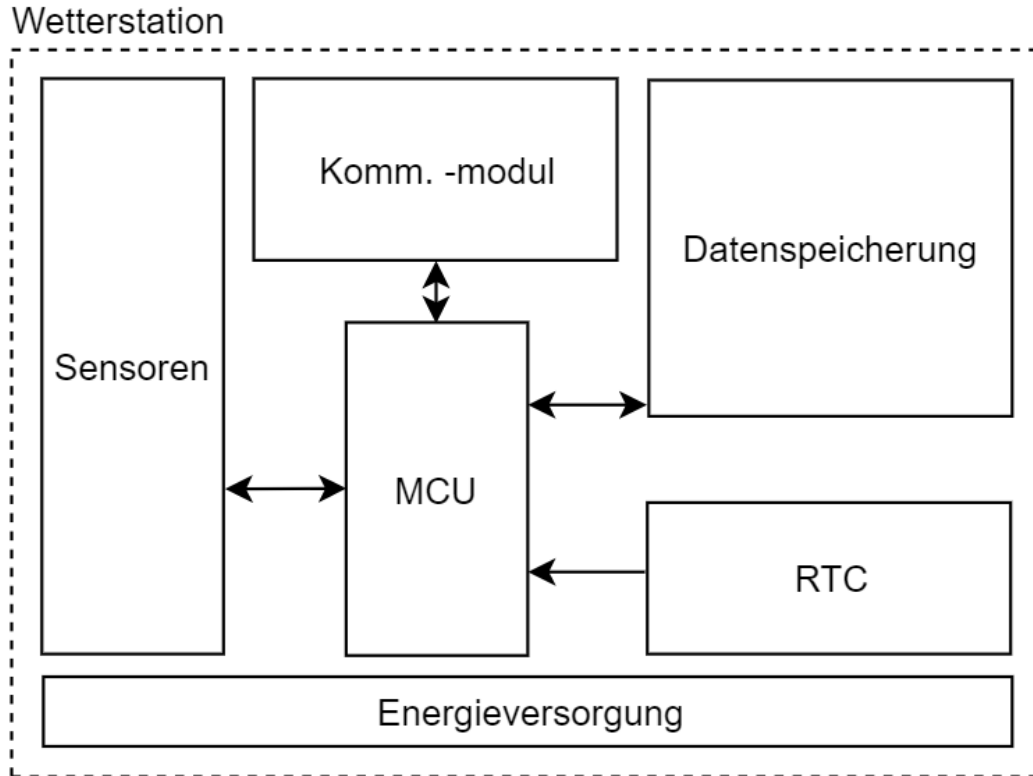 Wetterstation
Komm. -modul
Datenspeicherung
Sensoren
MCU
RTC
Energieversorgung